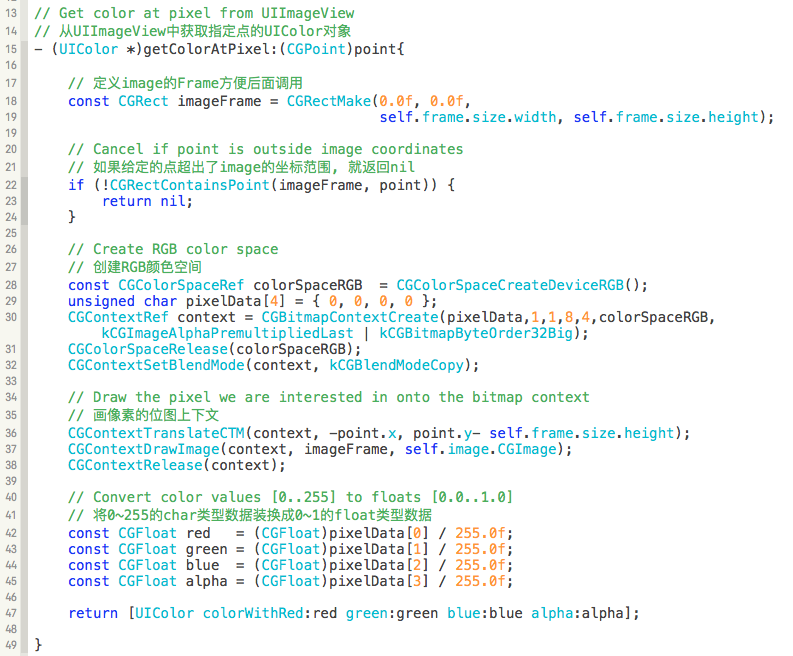 13 // Get color at pixel from UIImageView
14 // 从UIImageView中获取指定点的UIColor对象
15 - (UIColor *)getColorAtPixel:(CGPoint)point{
16
17 // 定义image的Frame方便后面调用
18 const CGRect imageFrame = CGRectMake(0.0f, 0.0f,
19 self.frame.size.width, self.frame.size.height);
19
20 // Cancel if point is outside image coordinates
21 // 如果给定的点超出了image的坐标范围, 就返回nil
22 if (!CGRectContainsPoint(imageFrame, point)) {
23 return nil;
24 }
25
26 // Create RGB color space
27 // 创建RGB颜色空间
28 const CGColorSpaceRef colorSpaceRGB = CGColorSpaceCreateDeviceRGB();
29 unsigned char pixelData[4] = { 0, 0, 0, 0 };
30 CGContextRef context = CGBitmapContextCreate(pixelData,1,1,8,4,colorSpaceRGB,
kCGImageAlphaPremultipliedLast | kCGBitmapByteOrder32Big);
31 CGColorSpaceRelease(colorSpaceRGB);
32 CGContextSetBlendMode(context, kCGBlendModeCopy);
33
34 // Draw the pixel we are interested in onto the bitmap context
35 // 画像素的位图上下文
36 CGContextTranslateCTM(context, -point.x, point.y- self.frame.size.height);
37 CGContextDrawImage(context, imageFrame, self.image.CGImage);
38 CGContextRelease(context);
39
40 // Convert color values [0..255] to floats [0.0..1.0]
41 // 将0~255的char类型数据装换成0~1的float类型数据
42 const CGFloat red = (CGFloat)pixelData[0] / 255.0f;
43 const CGFloat green = (CGFloat)pixelData[1] / 255.0f;
44 const CGFloat blue = (CGFloat)pixelData[2] / 255.0f;
45 const CGFloat alpha = (CGFloat)pixelData[3] / 255.0f;
46
47 return [UIColor colorWithRed:red green:green blue:blue alpha:alpha];
48
49 }